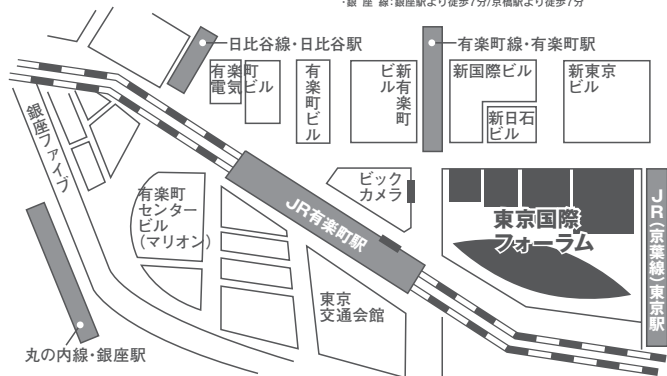 ・銀 座 線：銀座駅より徒歩7分/京橋駅より徒歩7分
日比谷線・日比谷駅
有楽町線・有楽町駅
有楽町
電気ビル
有楽町ビル
新有楽町
ビル
新国際ビル
新日石
ビル
新東京
ビル
銀座ファイブ
有楽町
センター
ビル
(マリオン)
JR有楽町駅
ビック
カメラ
東京国際
フォーラム
JR(京葉線)東京駅
東京
交通会館
丸の内線・銀座駅